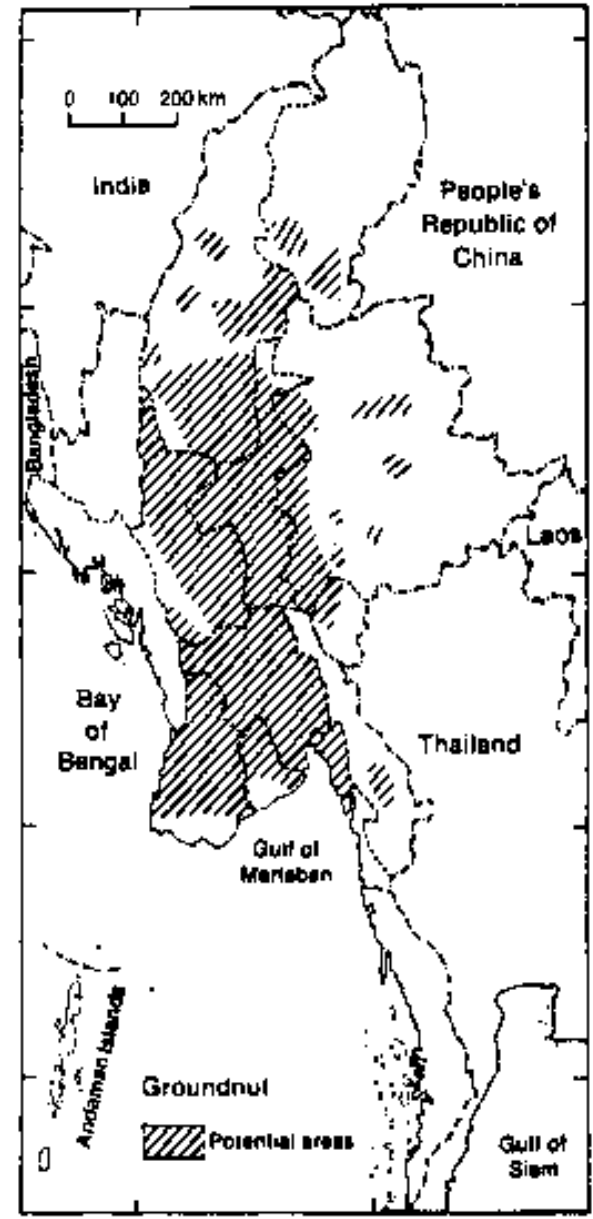 0 100 200 km
India
People's
Republic of
China
Bangladesh
Laos
Bay
of
Bengal
Thailand
Gulf of
Martaban
Andaman Islands
Groundnut
Potential areas
Gulf of
Siam